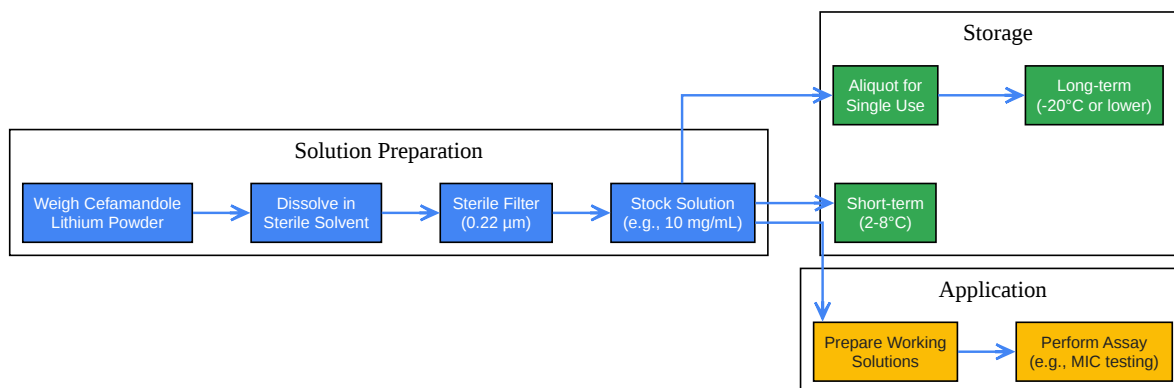 Storage
Aliquot for
Single Use
Long-term
(-20°C or lower)
Solution Preparation
Weigh Cefamandole
Lithium Powder
Dissolve in
Sterile Solvent
Sterile Filter
(0.22 µm)
Stock Solution
(e.g., 10 mg/mL)
Short-term
(2-8°C)
Application
Prepare Working
Solutions
Perform Assay
(e.g., MIC testing)